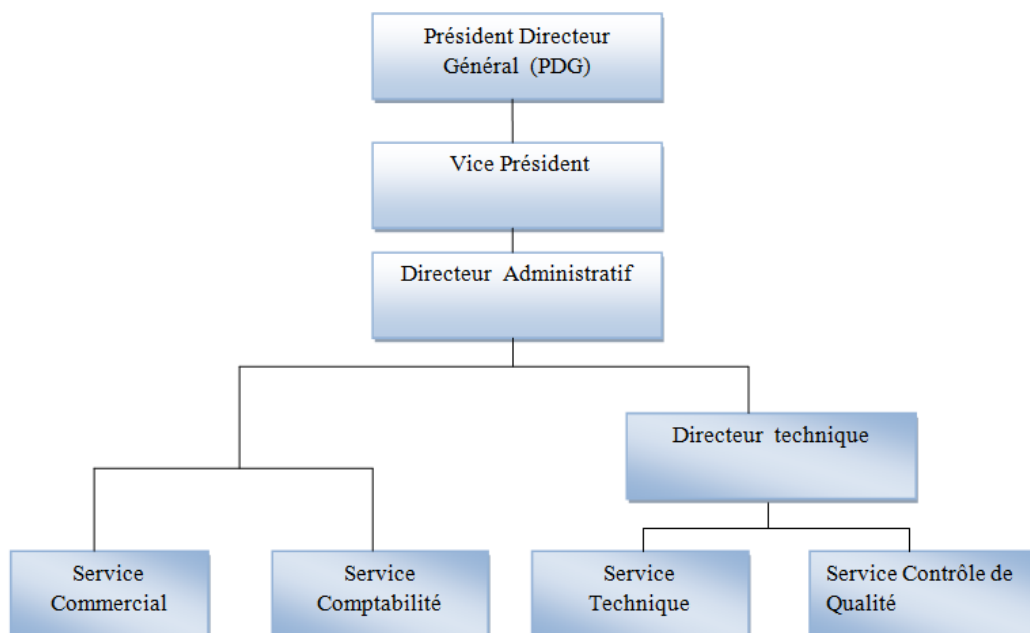 Président Directeur
Général (PDG)
Vice Président
Directeur Administratif
Directeur technique
Service
Commercial
Service
Comptabilité
Service
Technique
Service Contrôle de
Qualité